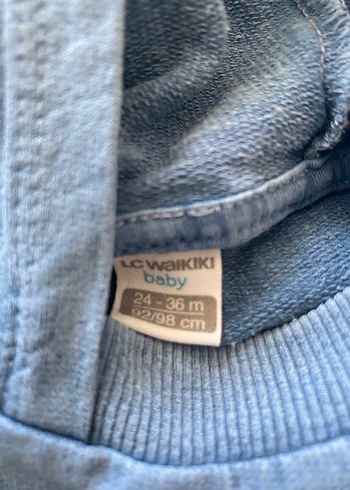 LC WAIKIKI
baby
24 - 36 m
92/98 cm